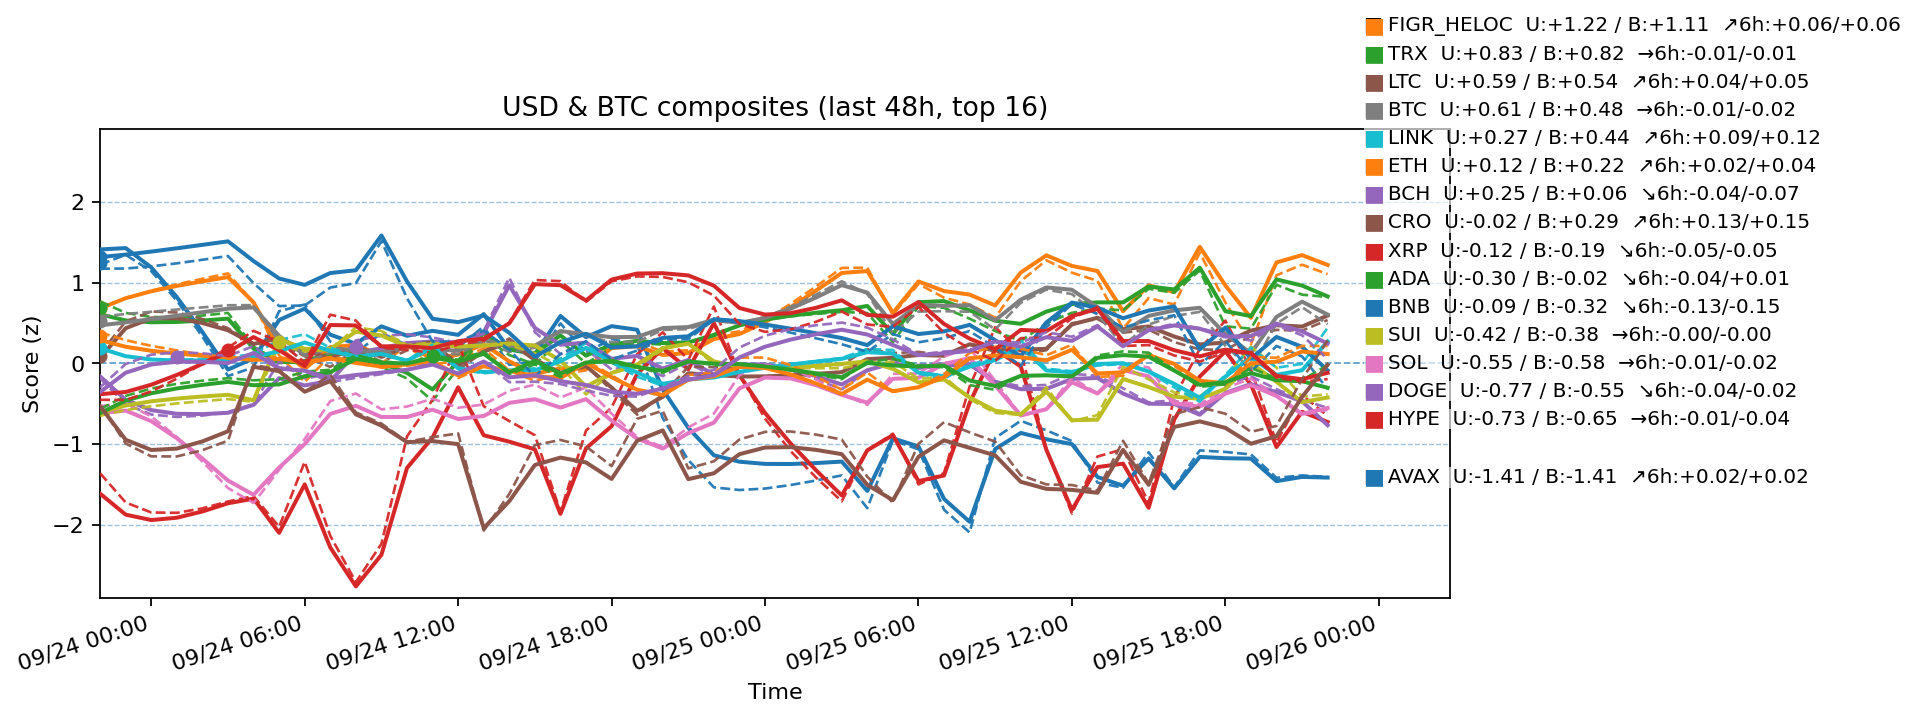 FIGR_HELOC U:+1.22 / B:+1.11 ↗6h:+0.06/+0.06
TRX U:+0.83 / B:+0.82 →6h:-0.01/-0.01
LTC U:+0.59 / B:+0.54 ↗6h:+0.04/+0.05
BTC U:+0.61 / B:+0.48 →6h:-0.01/-0.02
LINK U:+0.27 / B:+0.44 ↗6h:+0.09/+0.12
ETH U:+0.12 / B:+0.22 ↗6h:+0.02/+0.04
BCH U:+0.25 / B:+0.06 ↘6h:-0.04/-0.07
CRO U:-0.02 / B:+0.29 ↗6h:+0.13/+0.15
XRP U:-0.12 / B:-0.19 ↘6h:-0.05/-0.05
ADA U:-0.30 / B:-0.02 ↘6h:-0.04/+0.01
BNB U:-0.09 / B:-0.32 ↘6h:-0.13/-0.15
SUI U:-0.42 / B:-0.38 →6h:-0.00/-0.00
SOL U:-0.55 / B:-0.58 →6h:-0.01/-0.02
DOGE U:-0.77 / B:-0.55 ↘6h:-0.04/-0.02
HYPE U:-0.73 / B:-0.65 →6h:-0.01/-0.04
AVAX U:-1.41 / B:-1.41 ↗6h:+0.02/+0.02
USD & BTC composites (last 48h, top 16)
Score (z)
2
1
0
−1
−2
09/24 00:00
09/24 06:00
09/24 12:00
09/24 18:00
09/25 00:00
09/25 06:00
09/25 12:00
09/25 18:00
09/26 00:00
Time